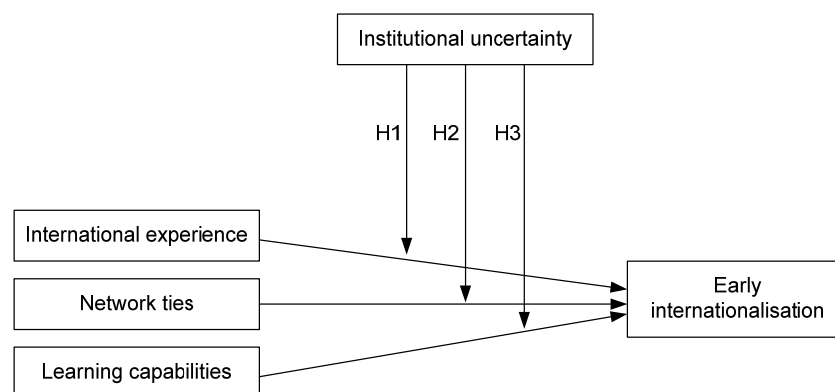 Institutional uncertainty
H1 H2 H3
International experience
Network ties
Learning capabilities
Early
internationalisation